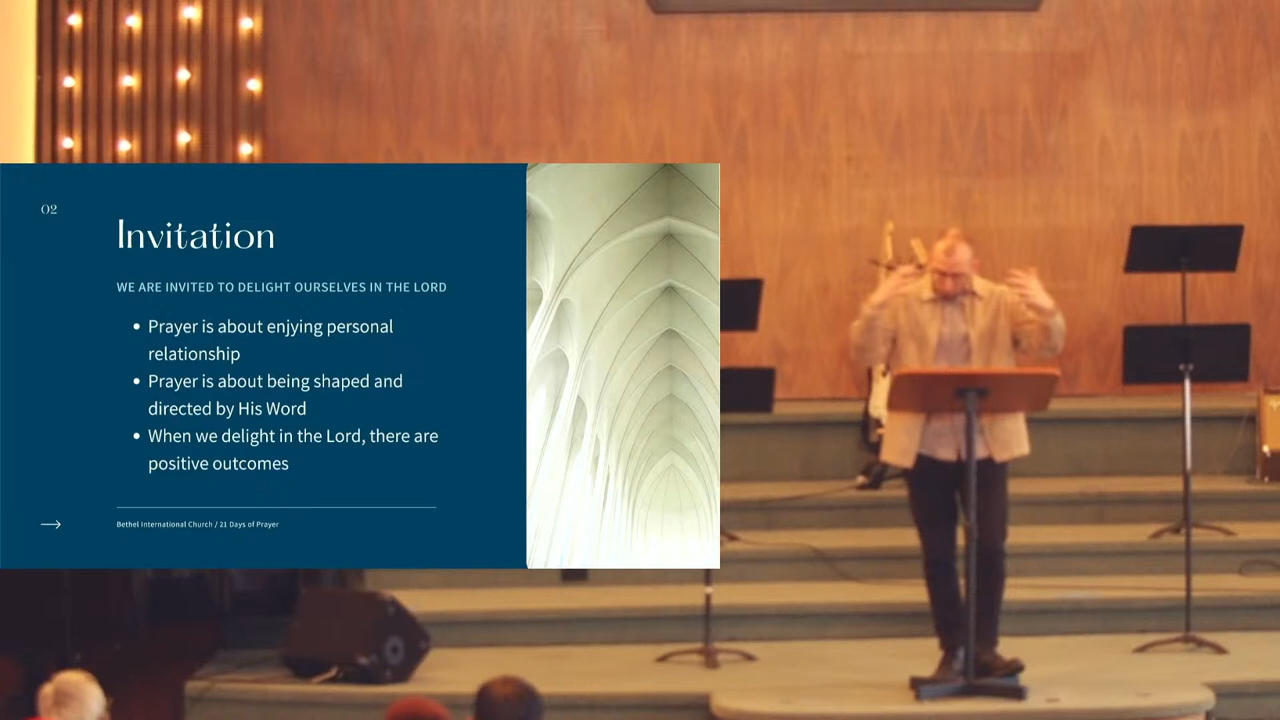 02
Invitation
WE ARE INVITED TO DELIGHT OURSELVES IN THE LORD
• Prayer is about enjying personal
relationship
• Prayer is about being shaped and
directed by His Word
• When we delight in the Lord, there are
positive outcomes
Bethel International Church / 21 Days of Prayer